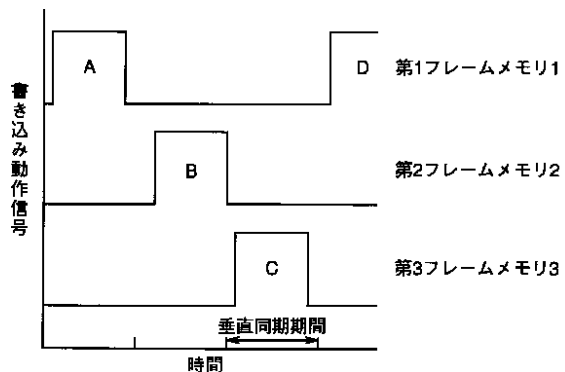 書き込み動作信号
A
D
第1フレームメモリ1
B
第2フレームメモリ2
C
第3フレームメモリ3
垂直同期期間
時間